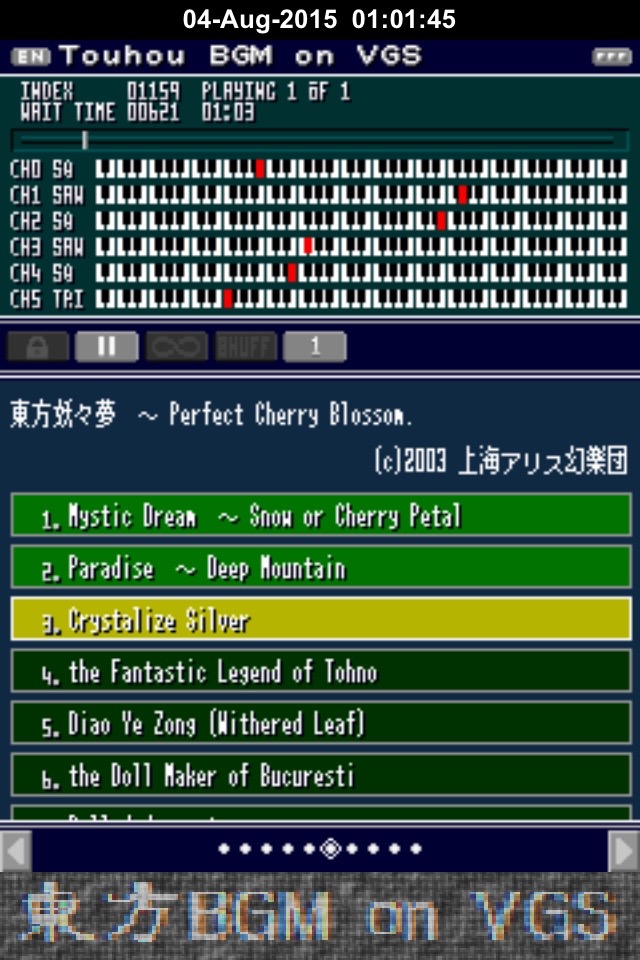 04-Aug-2015 01:01:45
EN Touhou BGM on VGS
INDEX 01159 PLAYING 1 OF 1
WAIT TIME 00621 01:03
CH0 SQ
CH1 SAW
CH2 SQ
CH3 SAW
CH4 SQ
CH5 TRI
SHUFF 1
東方妖々夢 ～ Perfect Cherry Blossom.
(c)2003 上海アリス幻樂団
1. Mystic Dream ～ Snow or Cherry Petal
2. Paradise ～ Deep Mountain
3. Crystalize Silver
4. the Fantastic Legend of Tohno
5. Diao Ye Zong (Withered Leaf)
6. the Doll Maker of Bucuresti
東方BGM on VGS